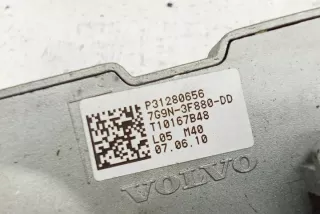 P31280656
7G9N-3F880-DD
T10167B48
L05 M40
07.06.10
VOLVO